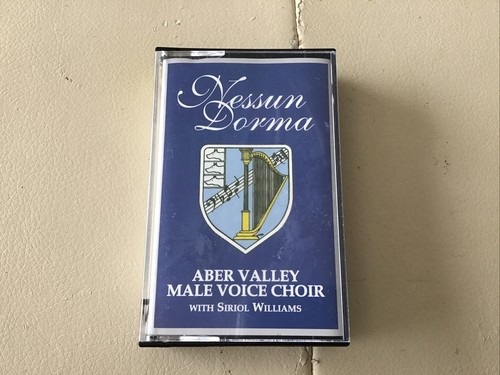 Nessun
Dorma
ABER VALLEY
MALE VOICE CHOIR
WITH SIRIOL WILLIAMS